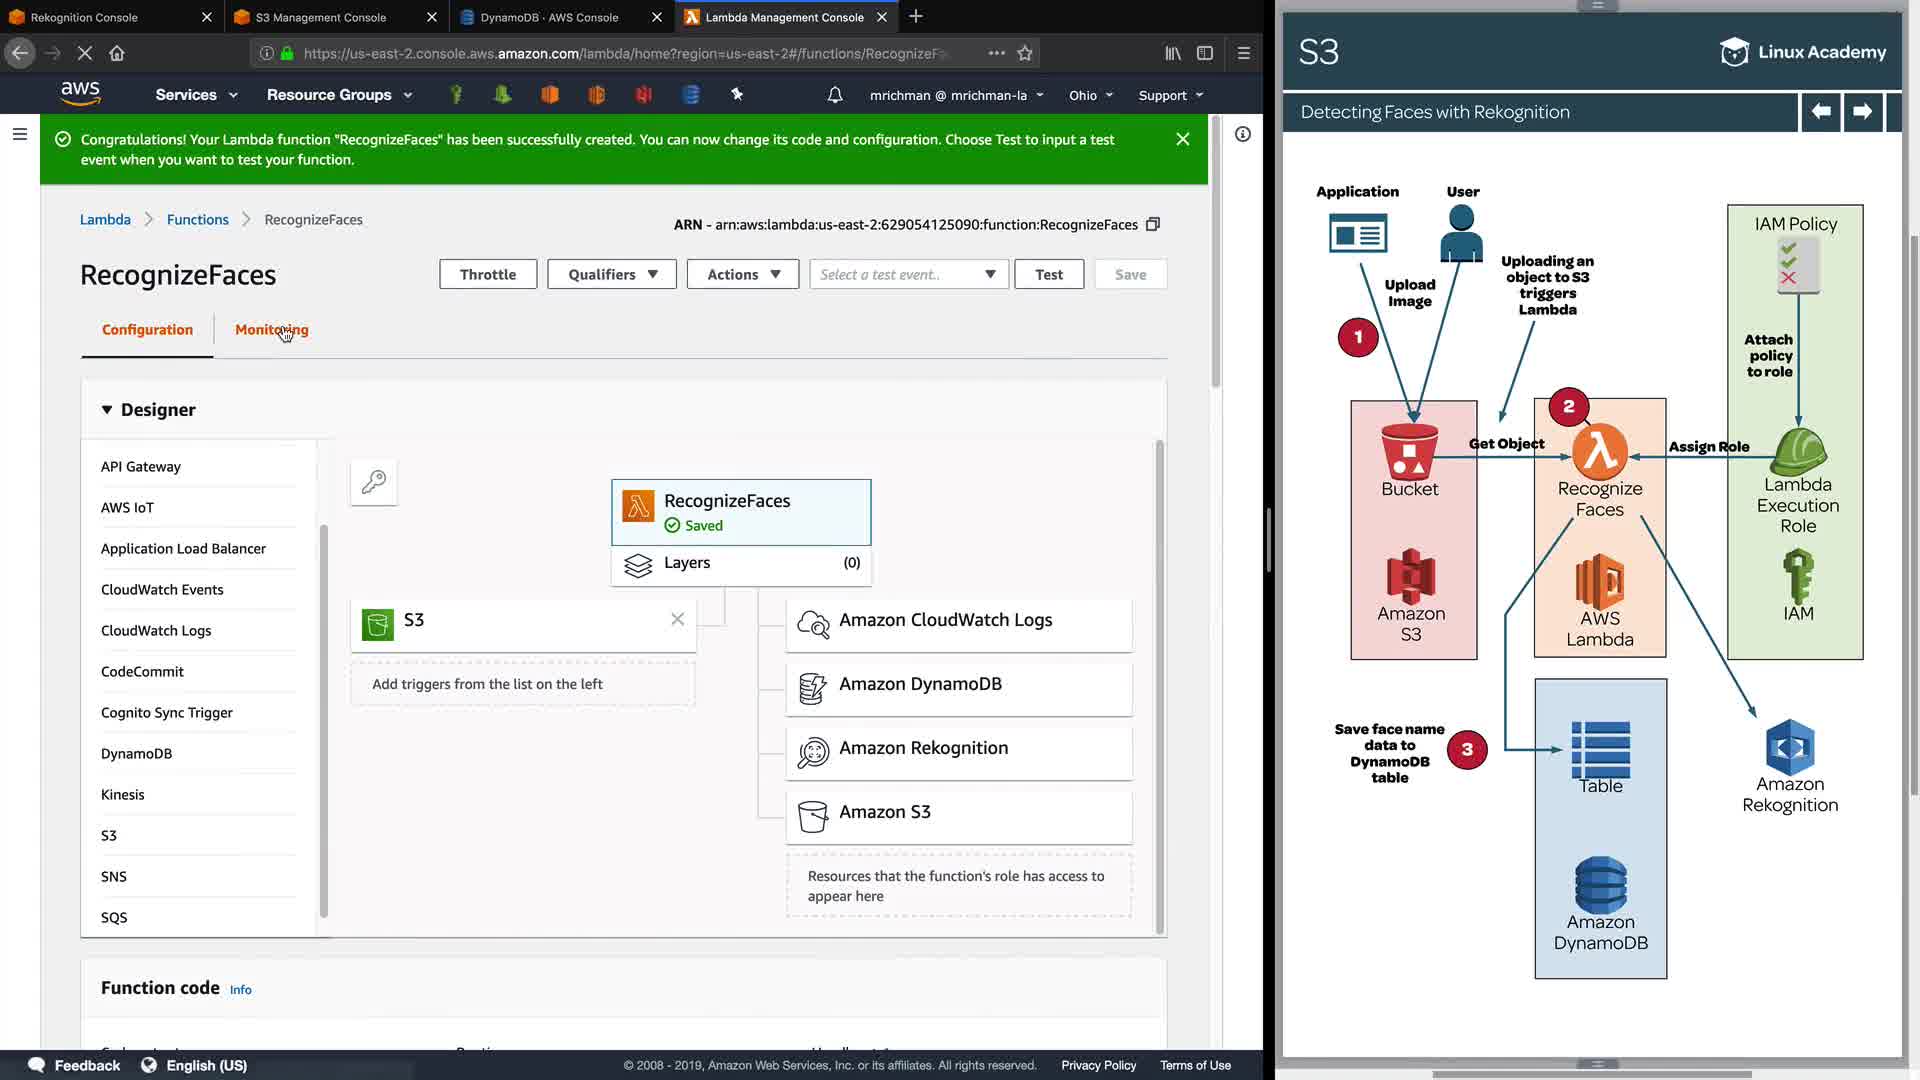 Rekognition Console
S3 Management Console
DynamoDB · AWS Console
Lambda Management Console
https://us-east-2.console.aws.amazon.com/lambda/home?region=us-east-2#/functions/RecognizeF
aws
Services
Resource Groups
mrichman @ mrichman-la
Ohio
Support
Congratulations! Your Lambda function "RecognizeFaces" has been successfully created. You can now change its code and configuration. Choose Test to input a test
event when you want to test your function.
Lambda
Functions
RecognizeFaces
ARN - arn:aws:lambda:us-east-2:629054125090:function:RecognizeFaces
RecognizeFaces
Throttle
Qualifiers
Actions
Select a test event..
Test
Save
Configuration
Monitoring
Designer
API Gateway
AWS IoT
Application Load Balancer
CloudWatch Events
CloudWatch Logs
CodeCommit
Cognito Sync Trigger
DynamoDB
Kinesis
S3
SNS
SQS
RecognizeFaces
Saved
Layers
(0)
S3
Add triggers from the list on the left
Amazon CloudWatch Logs
Amazon DynamoDB
Amazon Rekognition
Amazon S3
Resources that the function's role has access to
appear here
Function code
Info
Feedback
English (US)
© 2008 - 2019, Amazon Web Services, Inc. or its affiliates. All rights reserved.
Privacy Policy
Terms of Use
S3
Linux Academy
Detecting Faces with Rekognition
Application
User
Upload
Image
Uploading an
object to S3
triggers
Lambda
IAM Policy
1
Attach
policy
to role
2
Get Object
Assign Role
Bucket
Recognize
Faces
Lambda
Execution
Role
Amazon
S3
AWS
Lambda
IAM
Save face name
data to
DynamoDB
table
3
Table
Amazon
Rekognition
Amazon
DynamoDB